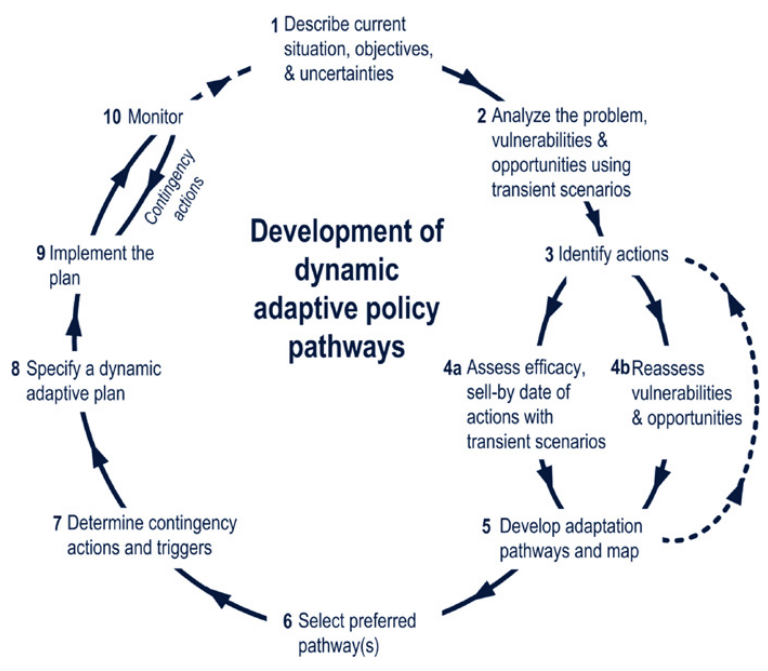 1 Describe current
situation, objectives,
& uncertainties
2 Analyze the problem,
vulnerabilities &
opportunities using
transient scenarios
3 Identify actions
4a Assess efficacy,
sell-by date of
actions with
transient scenarios
4b Reassess
vulnerabilities
& opportunities
5 Develop adaptation
pathways and map
6 Select preferred
pathway(s)
7 Determine contingency
actions and triggers
8 Specify a dynamic
adaptive plan
9 Implement the
plan
10 Monitor
Contingency
actions
Development of
dynamic
adaptive policy
pathways